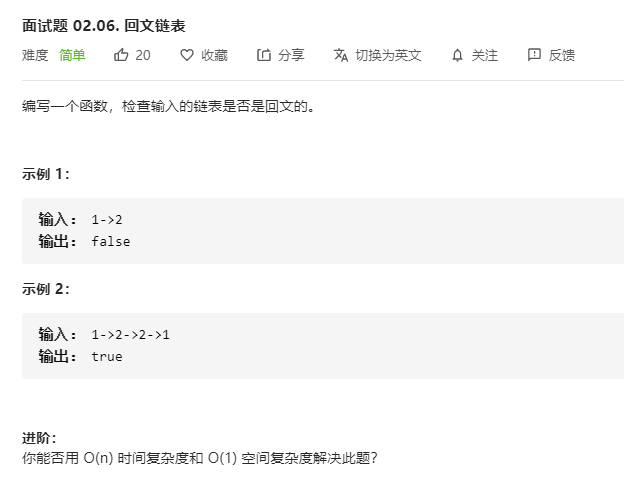 面试题 02.06. 回文链表
难度 简单 20 收藏 分享 切换为英文 关注 反馈
编写一个函数，检查输入的链表是否是回文的。
示例 1：
输入： 1->2
输出： false
示例 2：
输入： 1->2->2->1
输出： true
进阶：
你能否用 O(n) 时间复杂度和 O(1) 空间复杂度解决此题？